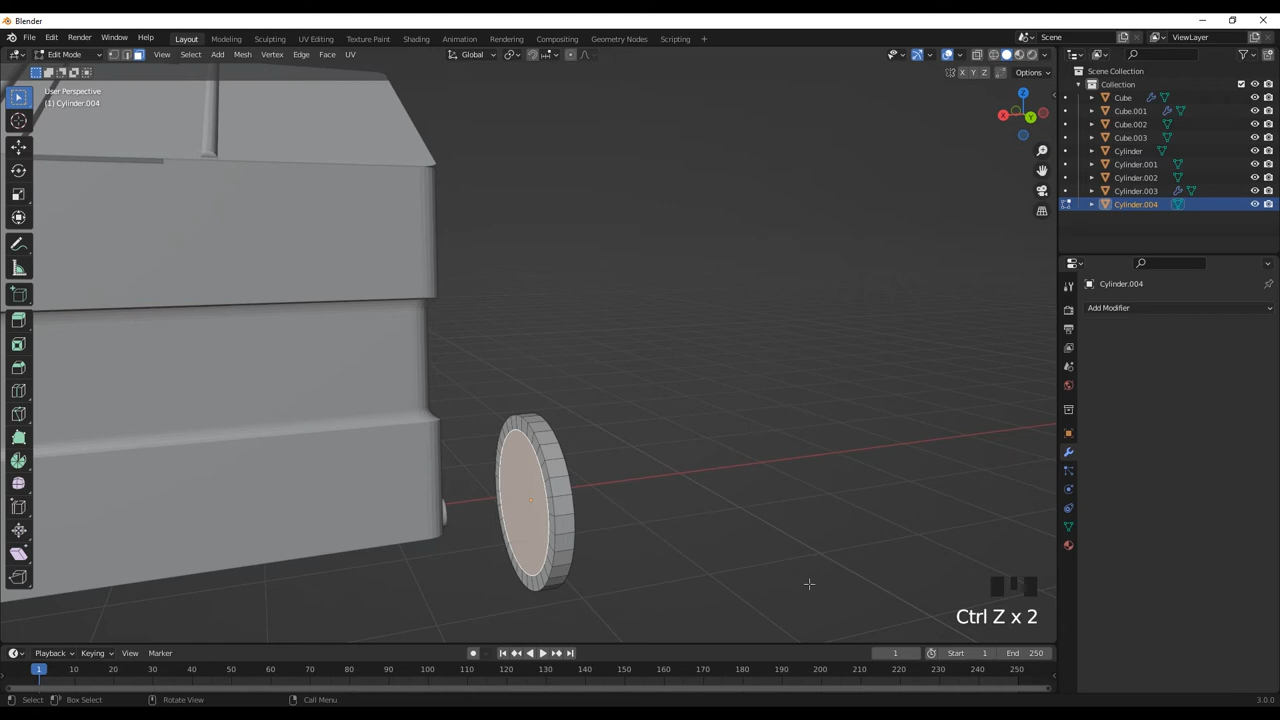 Blender
File Edit Render Window Help Layout Modeling Sculpting UV Editing Texture Paint Shading Animation Rendering Compositing Geometry Nodes Scripting + Scene ViewLayer
Edit Mode View Select Add Mesh Vertex Edge Face UV Global
X Y Z Options
User Perspective
(1) Cylinder.004
Z
X
Y
Scene Collection
Collection
Cube
Cube.001
Cube.002
Cube.003
Cylinder
Cylinder.001
Cylinder.002
Cylinder.003
Cylinder.004
Cylinder.004
Add Modifier
Ctrl Z x 2
Playback Keying View Marker 1 Start 1 End 250
1 10 20 30 40 50 60 70 80 90 100 110 120 130 140 150 160 170 180 190 200 210 220 230 240 250
Select Box Select Rotate View Call Menu 3.0.0